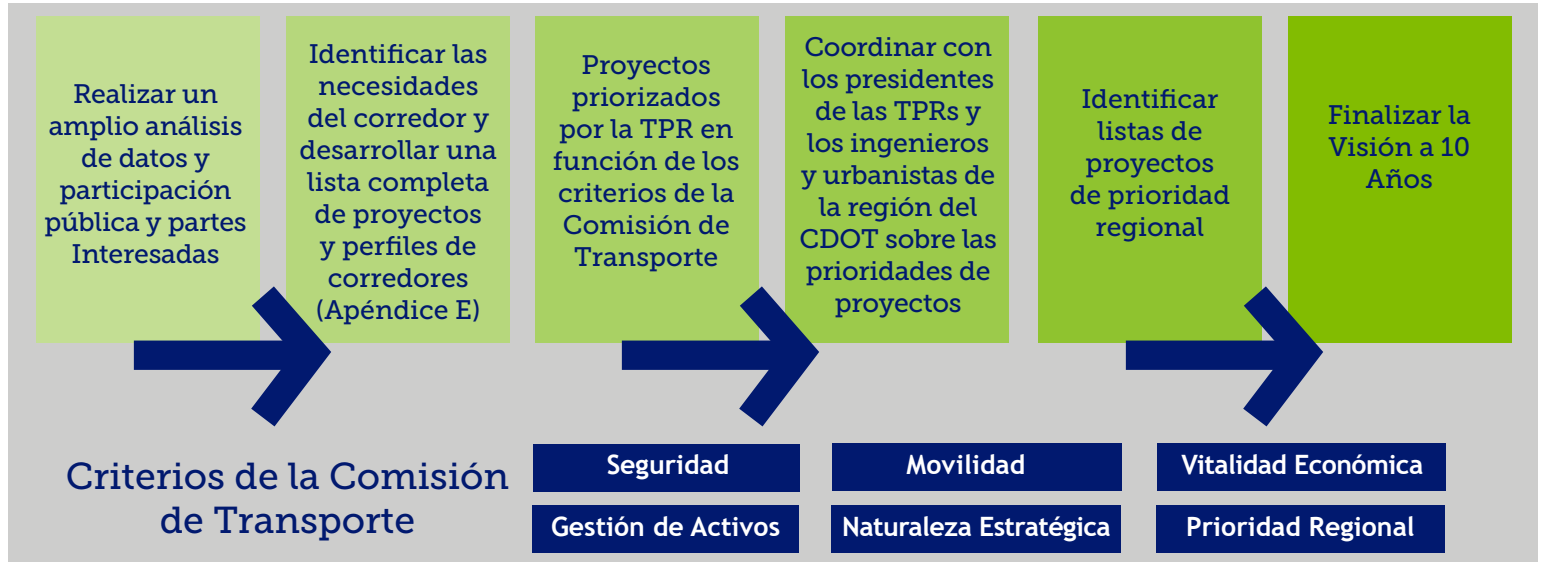 Realizar un
amplio análisis
de datos y
participación
pública y partes
Interesadas
Identificar las
necesidades
del corredor y
desarrollar una
lista completa
de proyectos
y perfiles de
corredores
(Apéndice E)
Proyectos
priorizados
por la TPR en
función de los
criterios de la
Comisión de
Transporte
Coordinar con
los presidentes
de las TPRs y
los ingenieros
y urbanistas de
la región del
CDOT sobre las
prioridades de
proyectos
Identificar
listas de
proyectos
de prioridad
regional
Finalizar la
Visión a 10
Años
Criterios de la Comisión
de Transporte
Seguridad
Movilidad
Vitalidad Económica
Gestión de Activos
Naturaleza Estratégica
Prioridad Regional